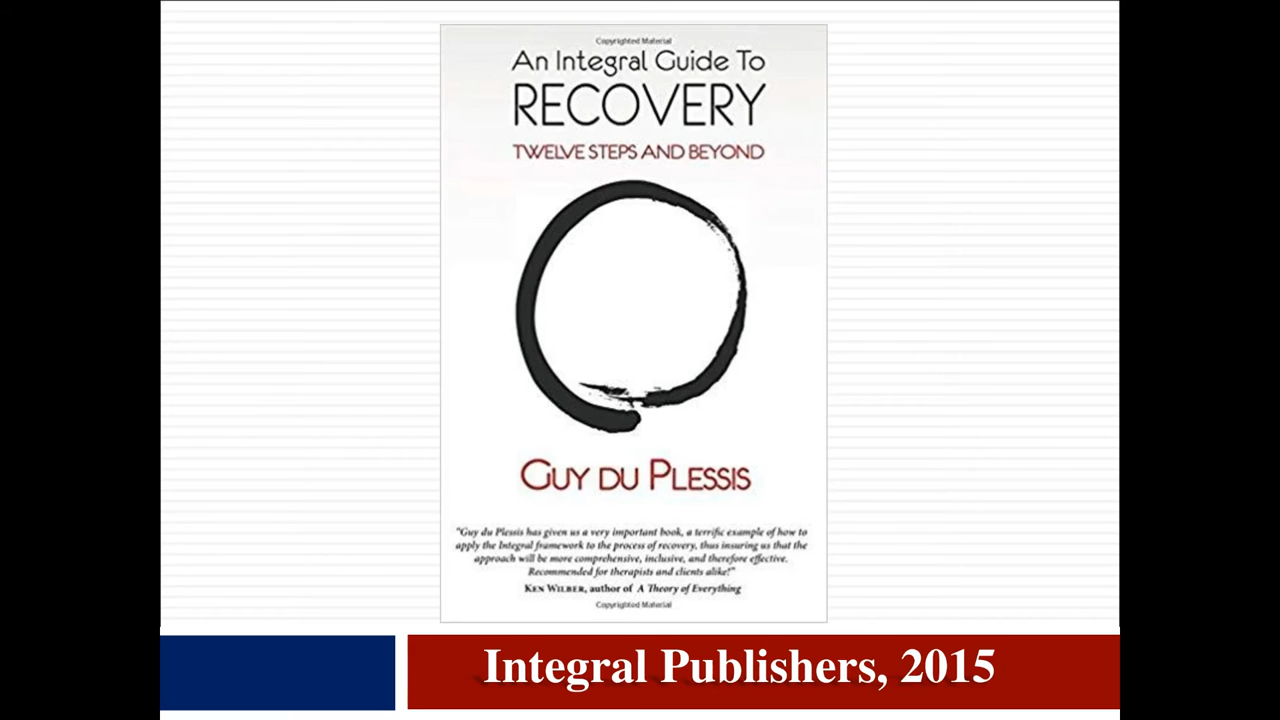 Copyrighted Material
An Integral Guide To
RECOVERY
TWELVE STEPS AND BEYOND
GUY DU PLESSIS
"Guy du Plessis has given us a very important book, a terrific example of how to
apply the Integral framework to the process of recovery, thus insuring us that the
approach will be more comprehensive, inclusive, and therefore effective.
Recommended for therapists and clients alike!"
KEN WILBER, author of A Theory of Everything
Copyrighted Material
Integral Publishers, 2015